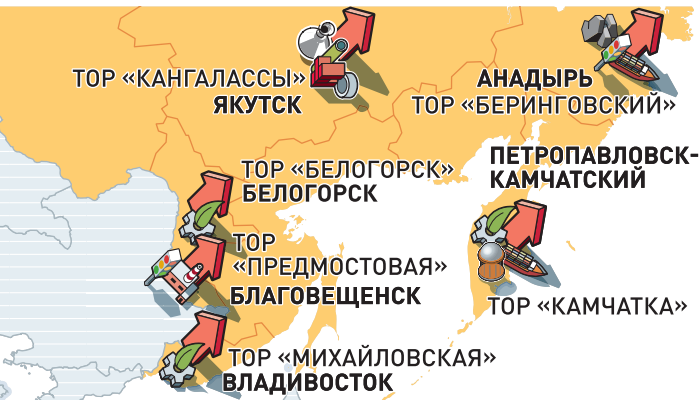 ТОР «КАНГАЛАССЫ»
ЯКУТСК
АНАДЫРЬ
ТОР «БЕРИНГОВСКИЙ»
ПЕТРОПАВЛОВСК-
КАМЧАТСКИЙ
ТОР «БЕЛОГОРСК»
БЕЛОГОРСК
ТОР
«ПРЕДМОСТОВАЯ»
БЛАГОВЕЩЕНСК
ТОР «КАМЧАТКА»
ТОР «МИХАЙЛОВСКАЯ»
ВЛАДИВОСТОК